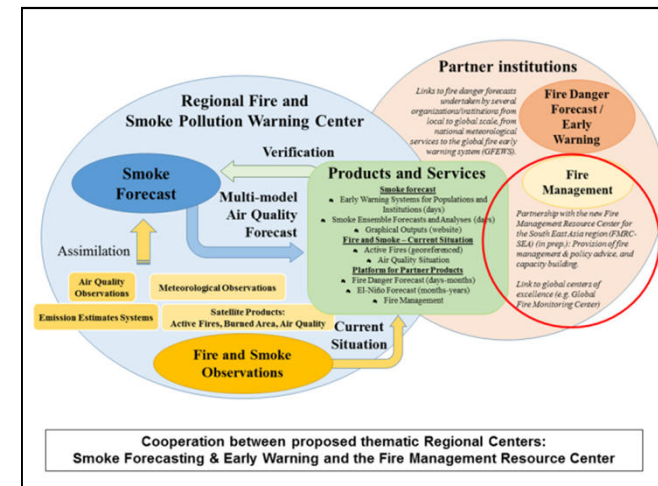 Partner institutions
Links to fire danger forecasts
undertaken by several
organizations/institutions from
local to global scale, from
national meteorological
services to the global fire early
warning system (GFEWS).
Fire Danger
Forecast /
Early
Warning
Regional Fire and
Smoke Pollution Warning Center
Verification
Smoke
Forecast
Multi-model
Air Quality
Forecast
Products and Services
Smoke forecast
Early Warning Systems for Populations and
Institutions (days)
Smoke Ensemble Forecasts and Analyses (days)
Graphical Outputs (website)
Fire and Smoke – Current Situation
Active Fires (georeferenced)
Air Quality Situation
Platform for Partner Products
Fire Danger Forecast (days-months)
El-Niño Forecast (months-years)
Fire Management
Fire
Management
Partnership with the new Fire
Management Resource Center for
the South East Asia region (FMRC-
SEA) (in prep.): Provision of fire
management & policy advice, and
capacity building.
Link to global centers of
excellence (e.g. Global
Fire Monitoring Center)
Assimilation
Air Quality
Observations
Meteorological Observations
Emission Estimates Systems
Satellite Products:
Active Fires, Burned Area, Air Quality
Current
Situation
Fire and Smoke
Observations
Cooperation between proposed thematic Regional Centers:
Smoke Forecasting & Early Warning and the Fire Management Resource Center